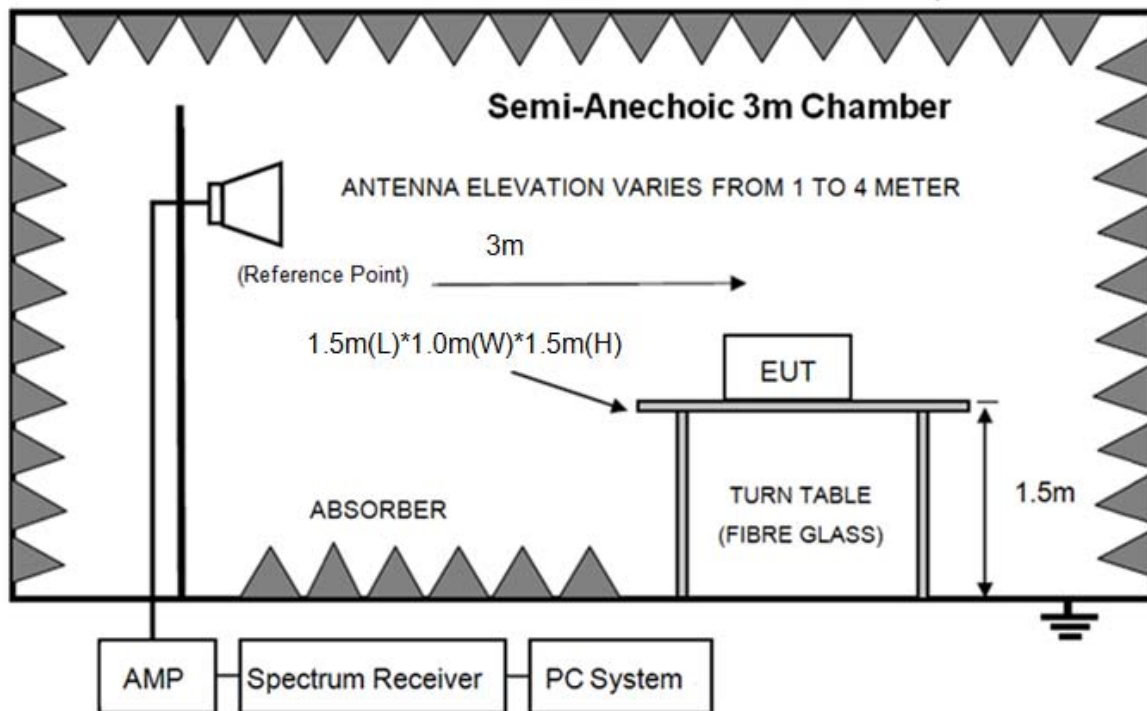 Semi-Anechoic 3m Chamber
ANTENNA ELEVATION VARIES FROM 1 TO 4 METER
3m
(Reference Point)
1.5m(L)*1.0m(W)*1.5m(H)
EUT
ABSORBER
TURN TABLE
(FIBRE GLASS)
1.5m
AMP
Spectrum Receiver
PC System